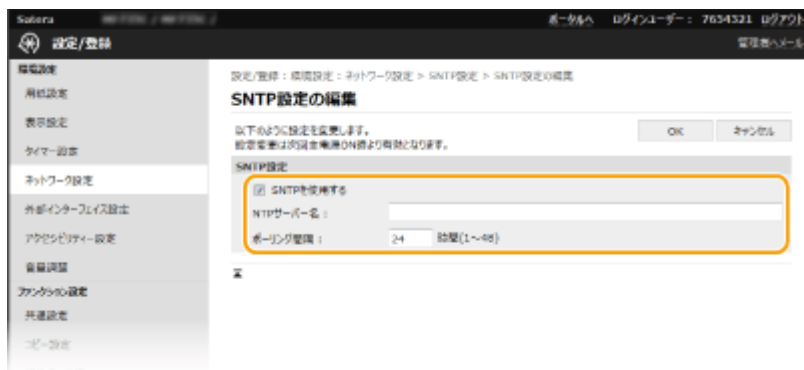 Satera
ポータルへ ログインユーザー： 7654321 ログアウト
設定/登録
管理者へメール
環境設定
用紙設定
表示設定
タイマー設定
ネットワーク設定
外部インターフェイス設定
アクセシビリティー設定
音量調整
ファンクション設定
共通設定
コピー設定
設定/登録 : 環境設定 : ネットワーク設定 > SNTP設定 > SNTP設定の編集
SNTP設定の編集
以下のように設定を変更します。
設定変更は次回主電源ON時より有効となります。
OK キャンセル
SNTP設定
SNTPを使用する
NTPサーバー名 :
ポーリング間隔 : 24 時間(1～48)